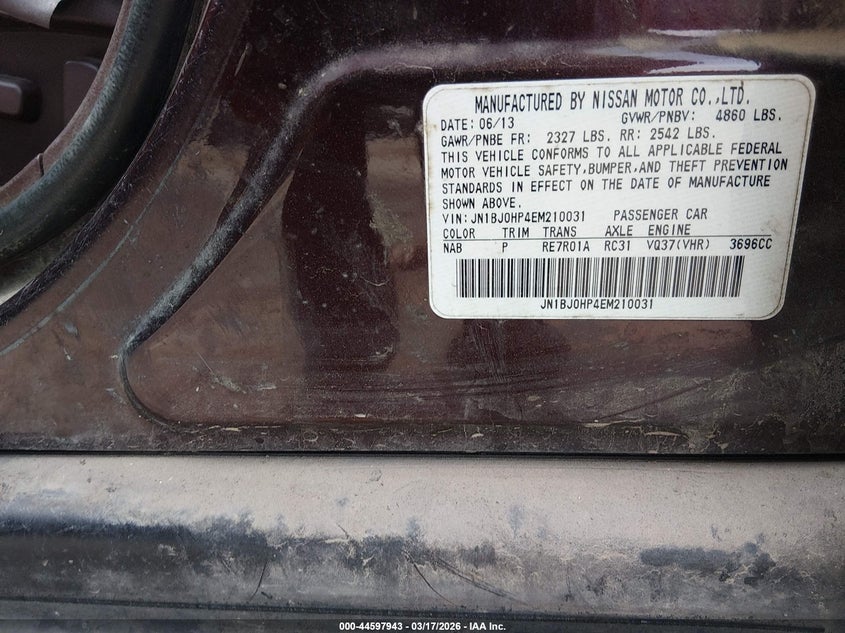 MANUFACTURED BY NISSAN MOTOR CO.,LTD.
DATE: 06/13 GVWR/PNBV: 4860 LBS.
GAWR/PNBE FR: 2327 LBS. RR: 2542 LBS.
THIS VEHICLE CONFORMS TO ALL APPLICABLE FEDERAL
MOTOR VEHICLE SAFETY,BUMPER,AND THEFT PREVENTION
STANDARDS IN EFFECT ON THE DATE OF MANUFACTURE
SHOWN ABOVE.
VIN:JN1BJ0HP4EM210031 PASSENGER CAR
COLOR TRIM TRANS AXLE ENGINE
NAB P RE7R01A RC31 VQ37(VHR) 3696CC
JN1BJ0HP4EM210031
000-44597943 - 03/17/2026 - IAA Inc.